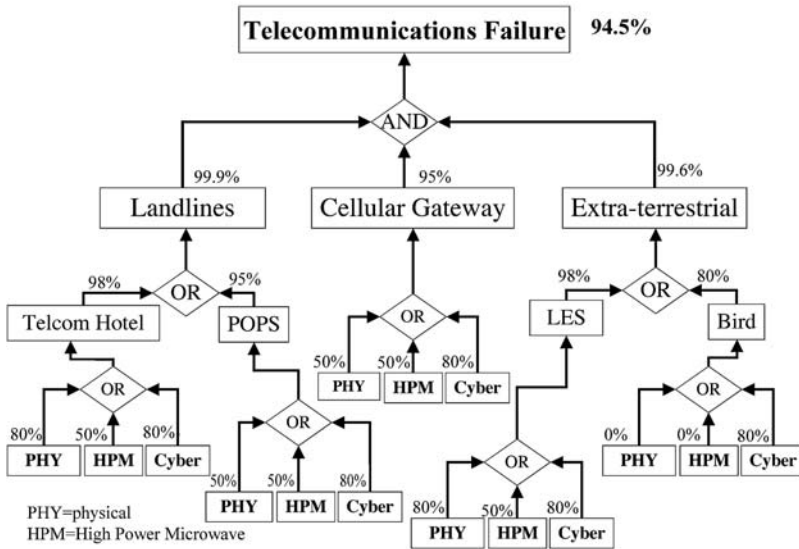 Telecommunications Failure 94.5%
AND
99.9% 95% 99.6%
Landlines Cellular Gateway Extra-terrestrial
98% OR 95% 98% OR 80%
Telcom Hotel POPS OR LES Bird
50% 50% 80%
PHY HPM Cyber
OR OR
80% 50% 80% 0% 0% 80%
PHY HPM Cyber OR OR PHY HPM Cyber
50% 50% 80% 80% 50% 80%
PHY HPM Cyber PHY HPM Cyber
PHY=physical
HPM=High Power Microwave